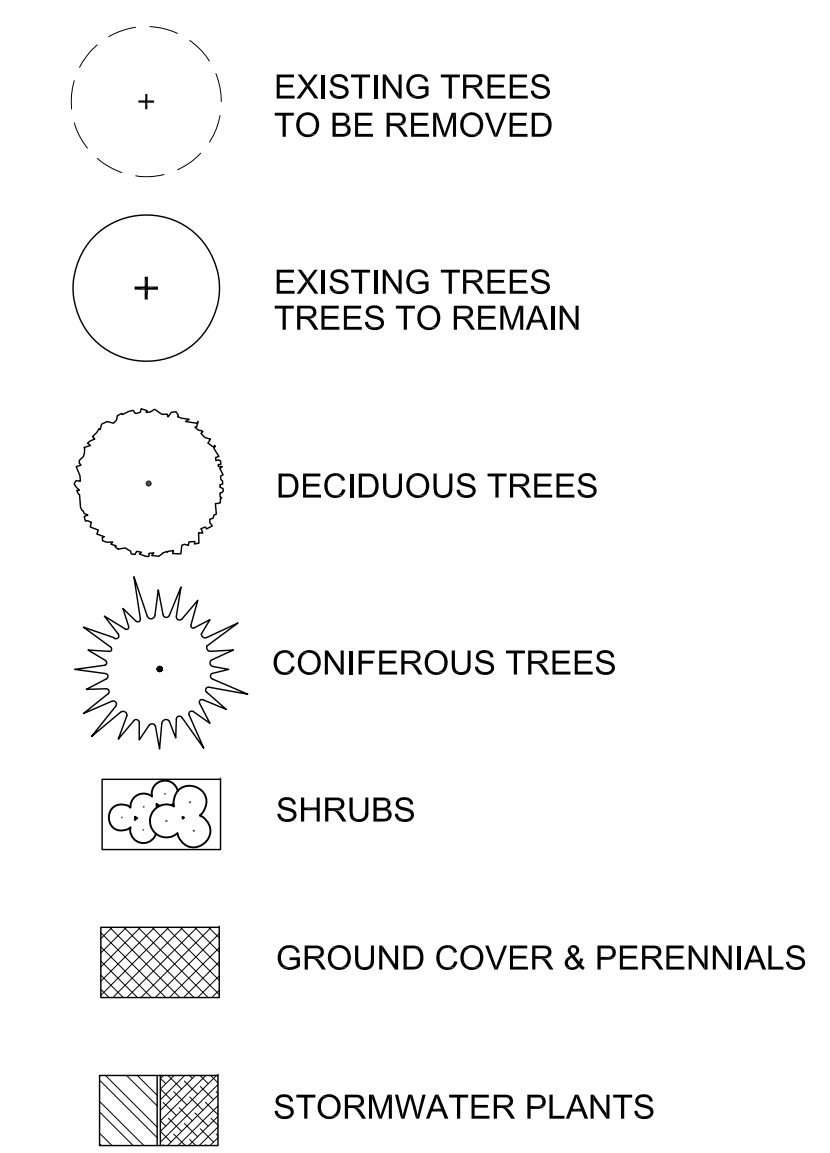 EXISTING TREES
TO BE REMOVED
EXISTING TREES
TREES TO REMAIN
DECIDUOUS TREES
CONIFEROUS TREES
SHRUBS
GROUND COVER & PERENNIALS
STORMWATER PLANTS